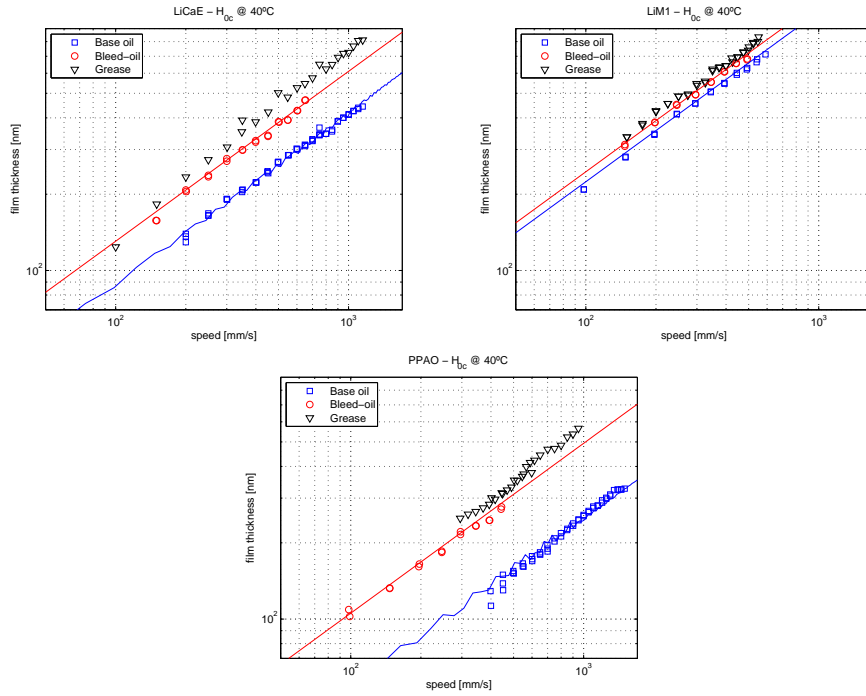 LiCaE – H0c @ 40ºC
Base oil
Bleed–oil
Grease
film thickness [nm]
10^2
10^2
10^3
speed [mm/s]
LiM1 – H0c @ 40ºC
Base oil
Bleed–oil
Grease
film thickness [nm]
10^2
10^2
10^3
speed [mm/s]
PPAO – H0c @ 40ºC
Base oil
Bleed–oil
Grease
film thickness [nm]
10^2
10^2
10^3
speed [mm/s]